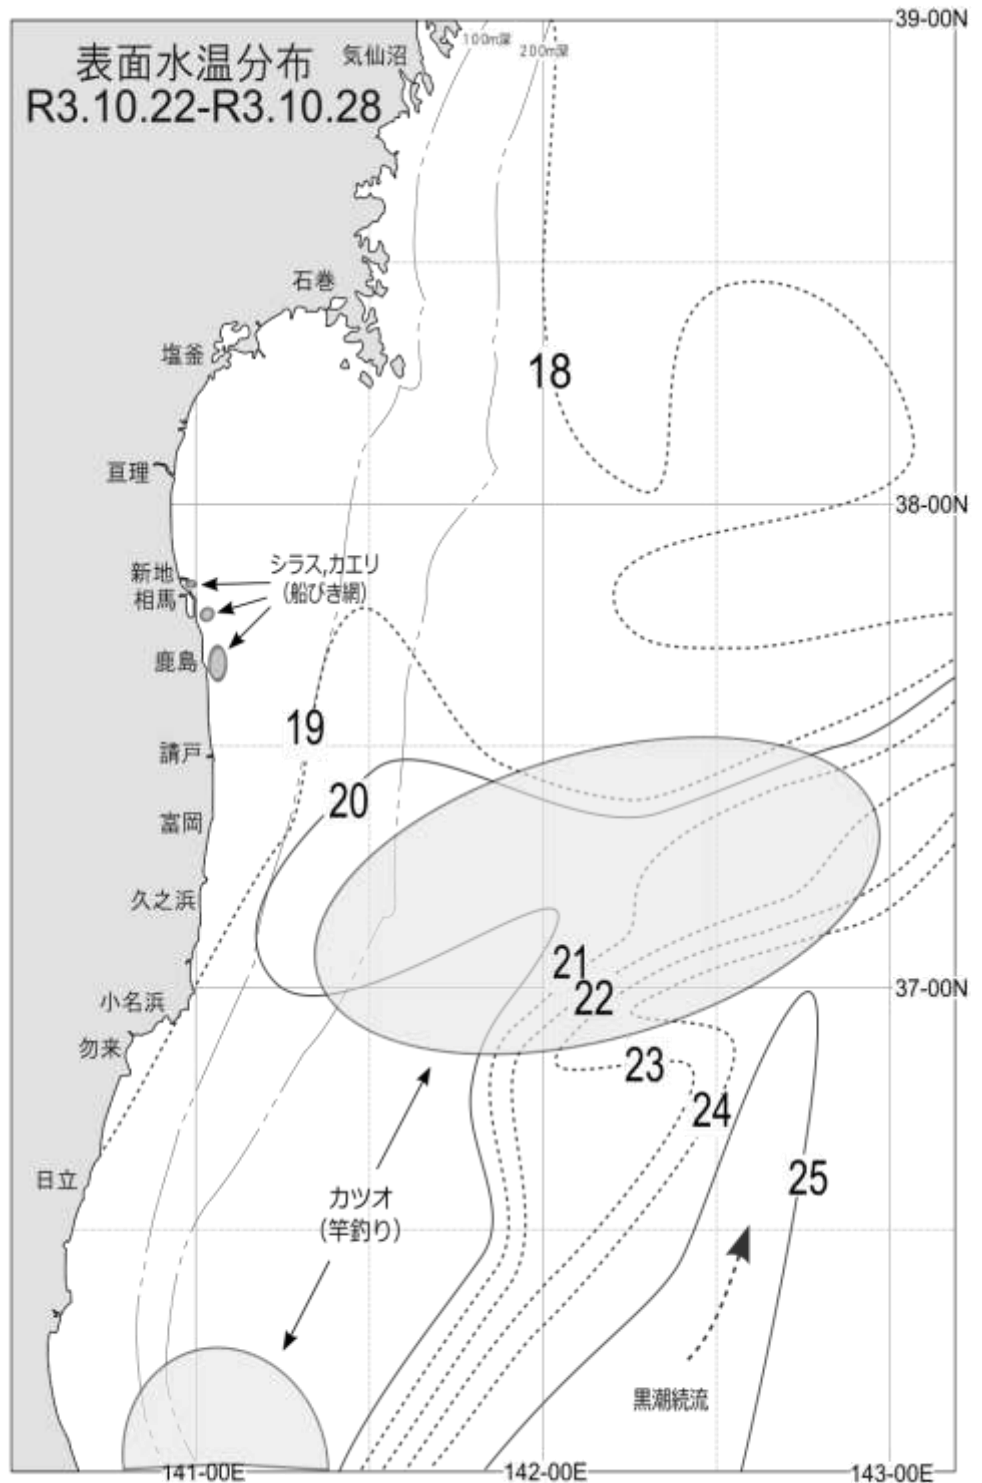 39-00N
100m深
200m深
気仙沼
表面水温分布
R3.10.22-R3.10.28
石巻
塩釜
18
亘理
38-00N
シラス,カエリ
(船びき網)
新地
相馬
鹿島
19
請戸
20
富岡
久之浜
21
22
37-00N
小名浜
勿来
23
24
日立
25
カツオ
(竿釣り)
黒潮続流
141-00E
142-00E
143-00E